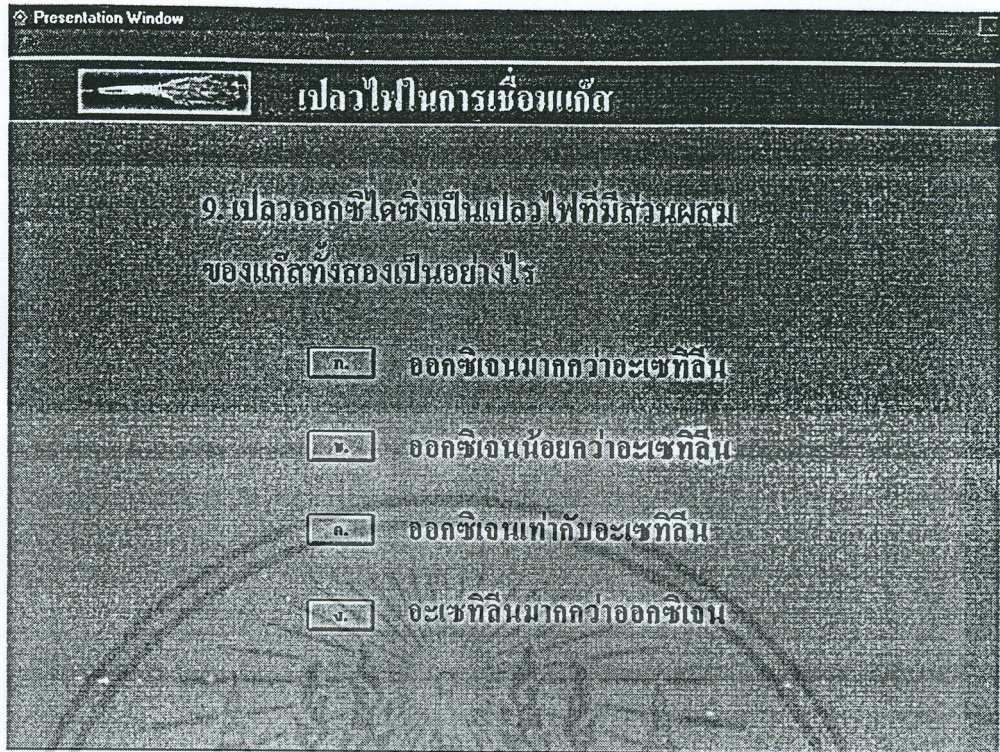 Presentation Window
เปลวไฟในการเชื่อมแก๊ส
9. เปลวออกซิไดซิ่งเป็นเปลวไฟที่มีส่วนผสม
ของแก๊สทั้งสองเป็นอย่างไร
ก. ออกซิเจนมากกว่าอะเซทิลีน
ข. ออกซิเจนน้อยกว่าอะเซทิลีน
ค. ออกซิเจนเท่ากับอะเซทิลีน
ง. อะเซทิลีนมากกว่าออกซิเจน